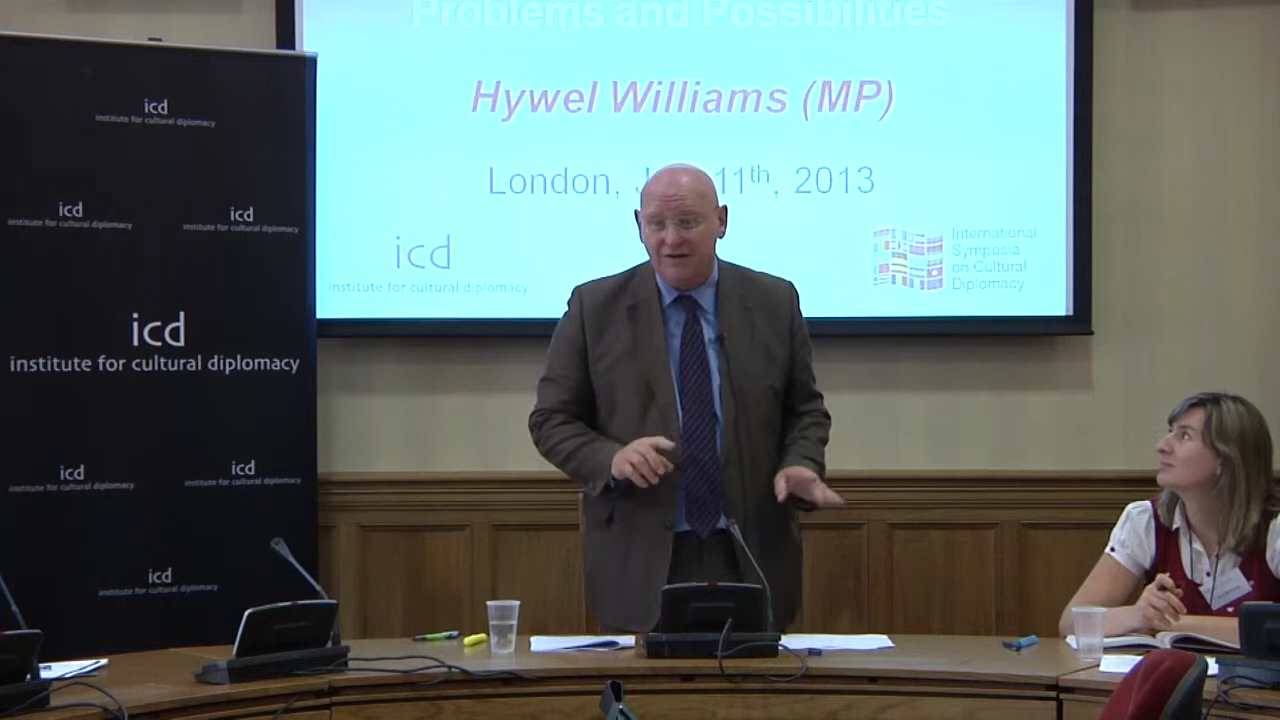 Problems and Possibilities
Hywel Williams (MP)
London, J 11th, 2013
icd
institute for cultural diplomacy
International
Symposia
on Cultural
Diplomacy
icd
institute for cultural diplomacy
icd
institute for cultural diplomacy
icd
institute for cultural diplomacy
icd
institute for cultural diplomacy
icd
institute for cultural diplomacy
icd
institute for cultural diplomacy
icd
institute for cultural diplomacy